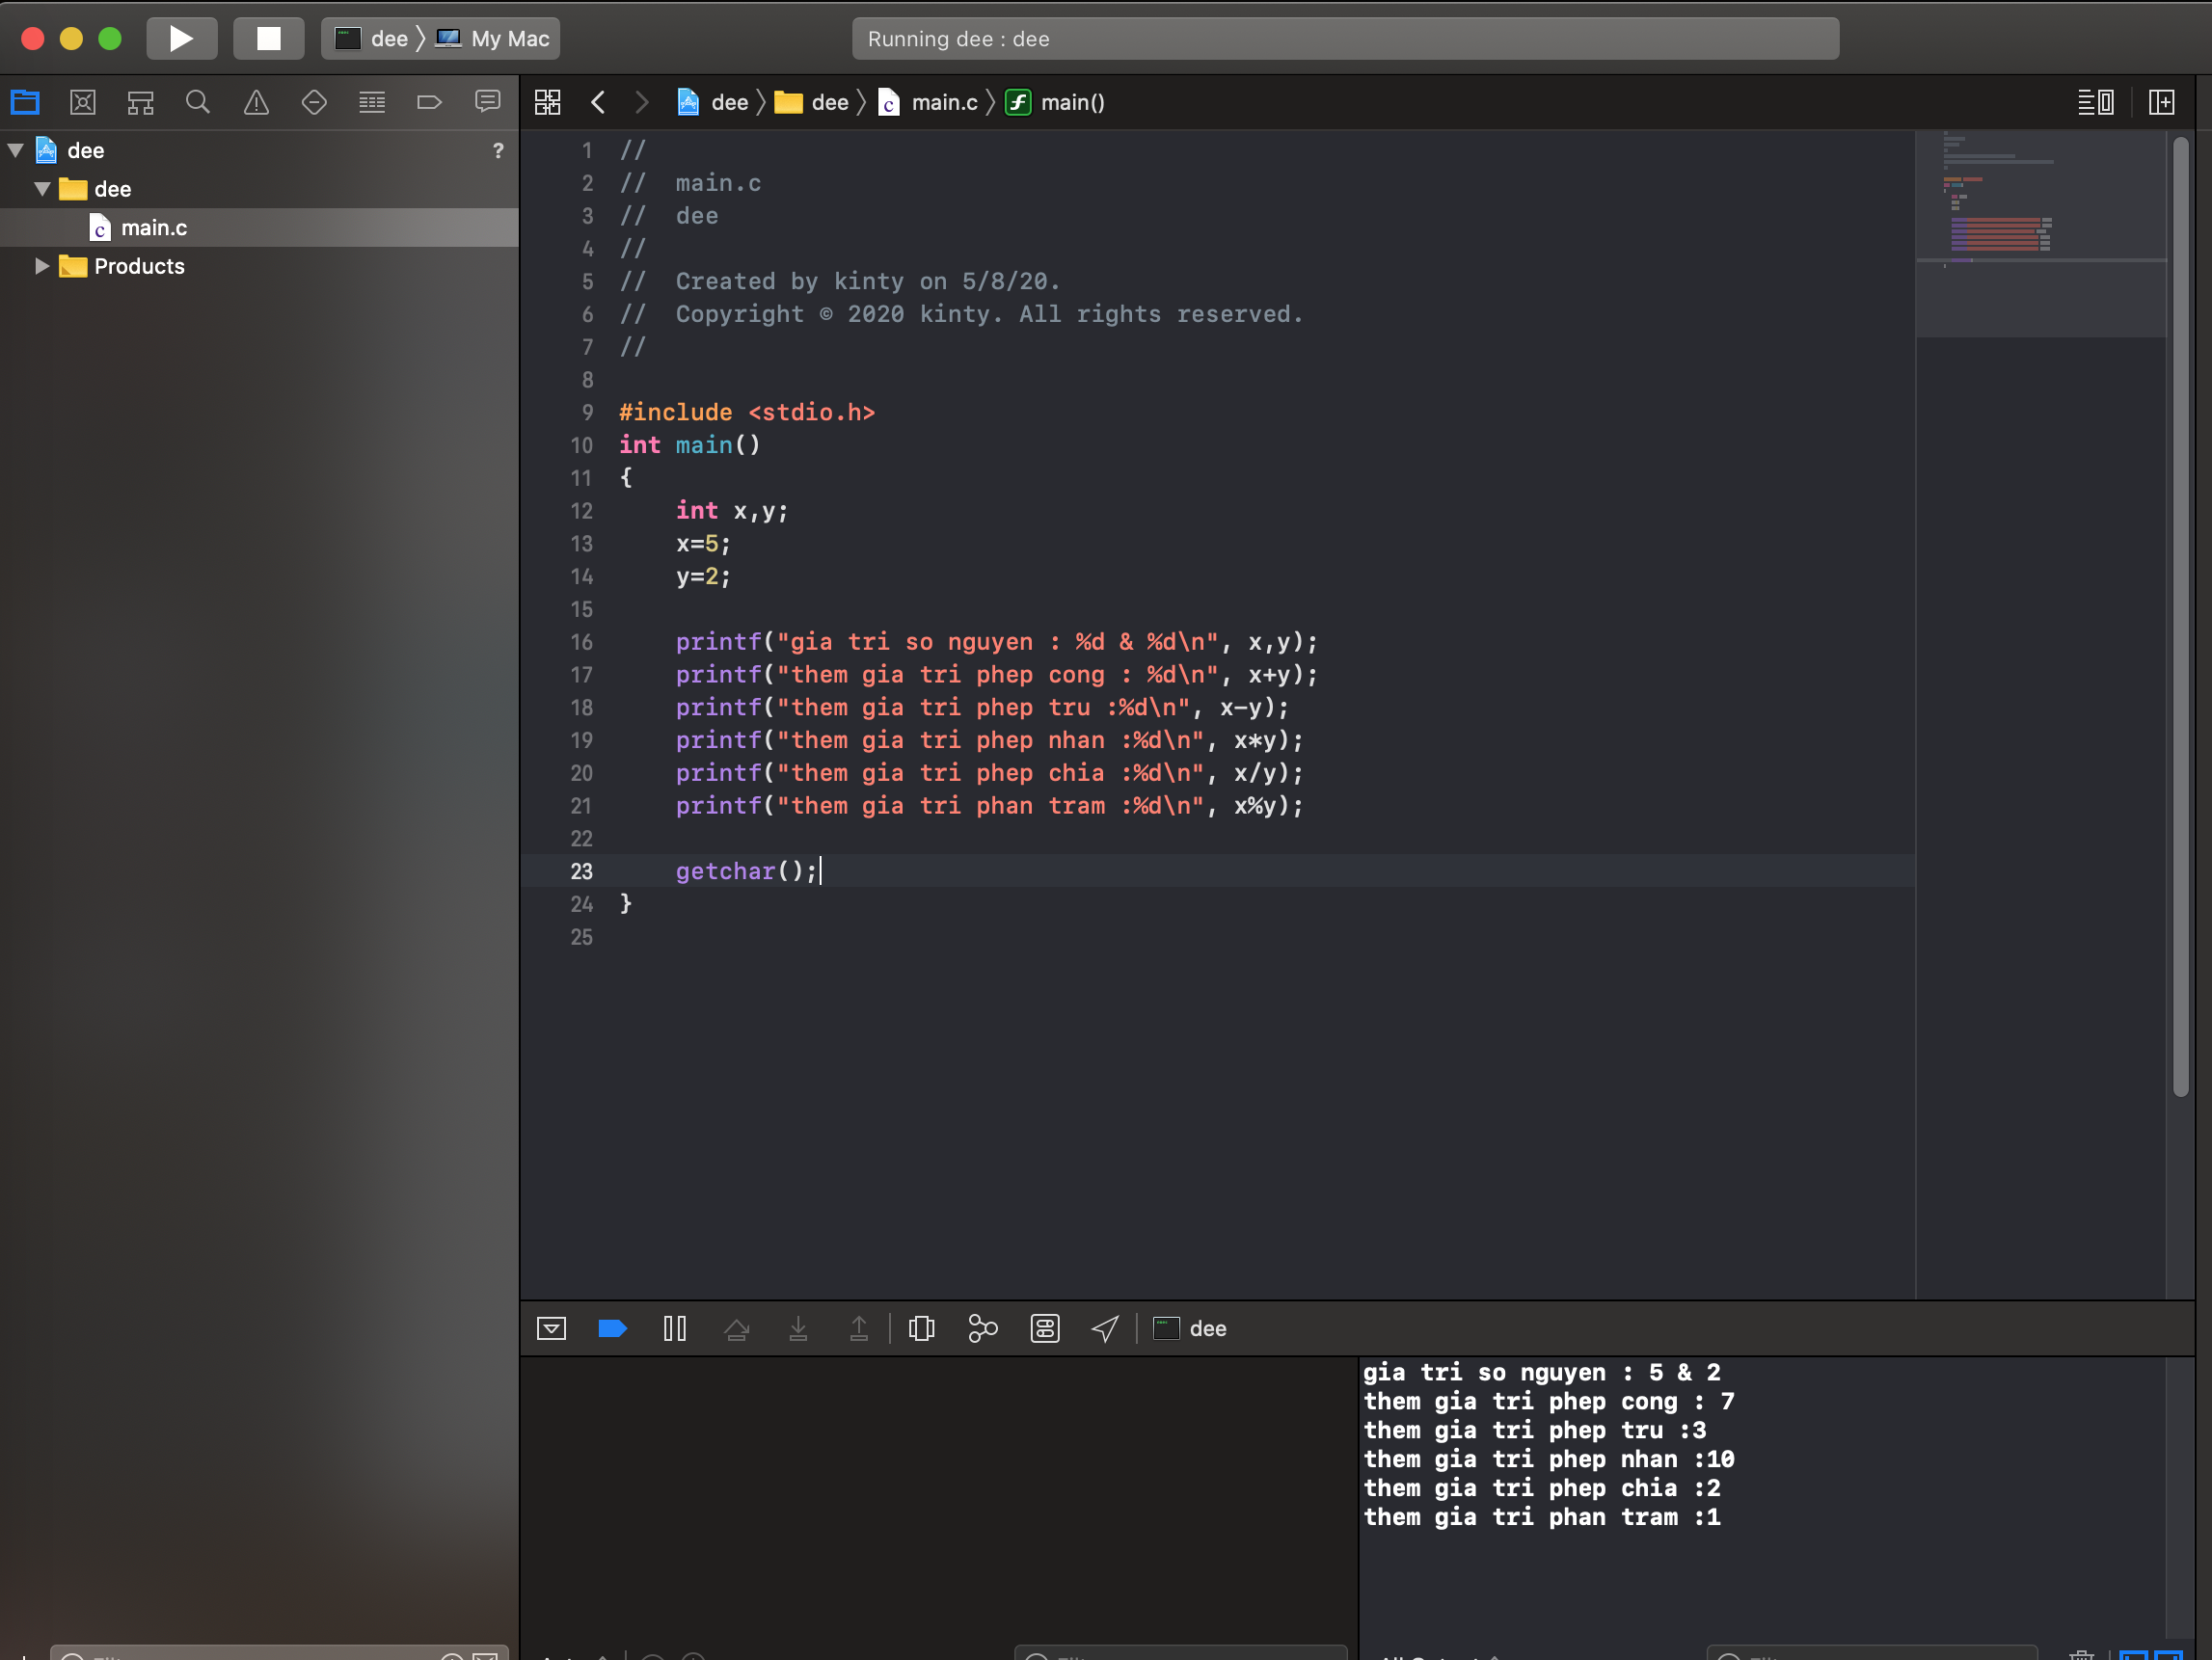 dee 〉 My Mac
Running dee : dee
dee 〉 dee 〉 main.c 〉 main()
dee ?
dee
main.c
Products
1 //
2 //  main.c
3 //  dee
4 //
5 //  Created by kinty on 5/8/20.
6 //  Copyright © 2020 kinty. All rights reserved.
7 //
8
9 #include <stdio.h>
10 int main()
11 {
12     int x,y;
13     x=5;
14     y=2;
15
16     printf("gia tri so nguyen : %d & %d\n", x,y);
17     printf("them gia tri phep cong : %d\n", x+y);
18     printf("them gia tri phep tru :%d\n", x-y);
19     printf("them gia tri phep nhan :%d\n", x*y);
20     printf("them gia tri phep chia :%d\n", x/y);
21     printf("them gia tri phan tram :%d\n", x%y);
22
23     getchar();
24 }
25
dee
gia tri so nguyen : 5 & 2
them gia tri phep cong : 7
them gia tri phep tru :3
them gia tri phep nhan :10
them gia tri phep chia :2
them gia tri phan tram :1